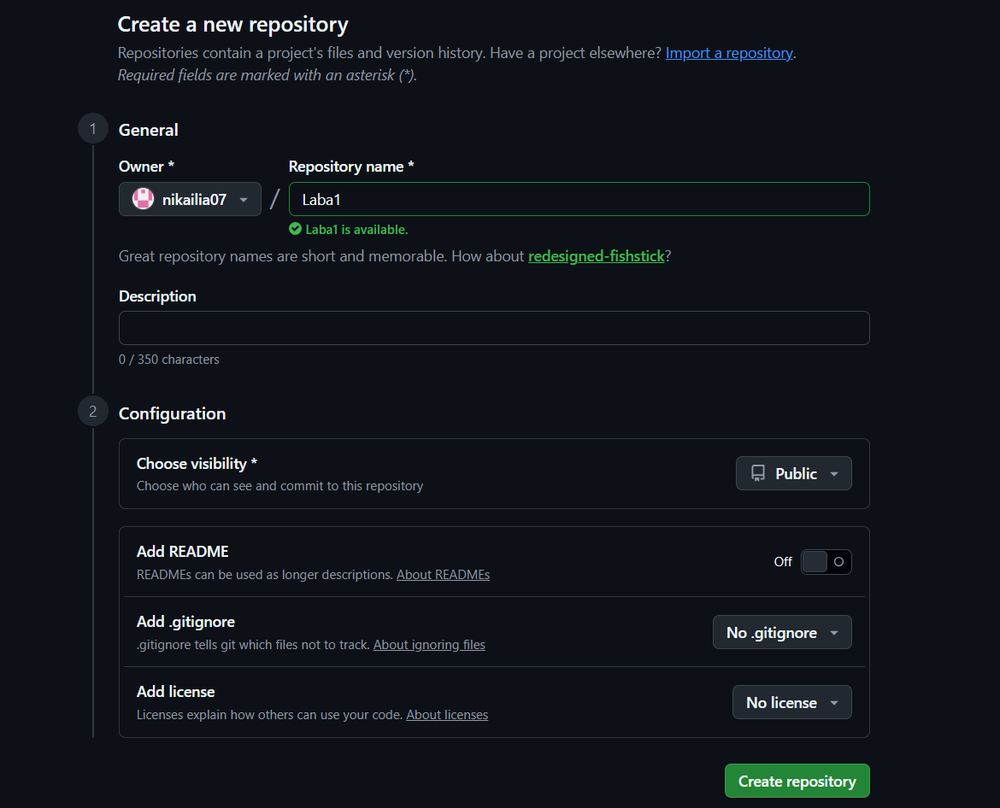 Create a new repository
Repositories contain a project's files and version history. Have a project elsewhere? Import a repository.
Required fields are marked with an asterisk (*).
1
General
Owner *
Repository name *
nikailia07
/
Laba1
Laba1 is available.
Great repository names are short and memorable. How about redesigned-fishstick?
Description
0 / 350 characters
2
Configuration
Choose visibility *
Choose who can see and commit to this repository
Public
Add README
READMEs can be used as longer descriptions. About READMEs
Off
Add .gitignore
.gitignore tells git which files not to track. About ignoring files
No .gitignore
Add license
Licenses explain how others can use your code. About licenses
No license
Create repository